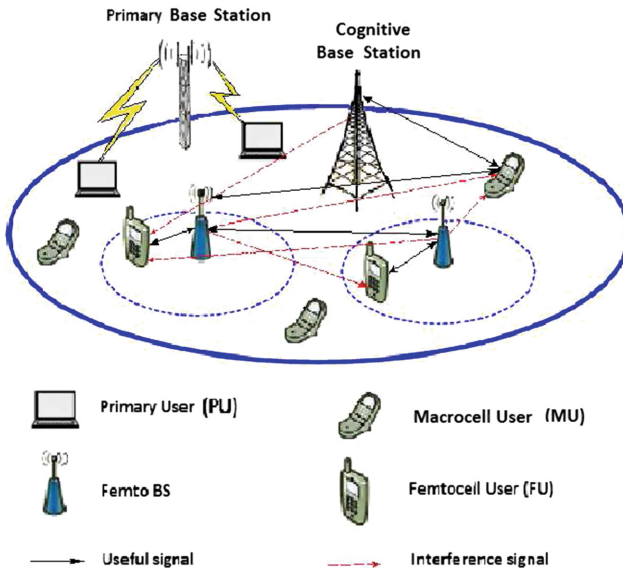 Primary Base Station
Cognitive
Base Station
Primary User (PU)
Macrocell User (MU)
Femto BS
Femtocell User (FU)
Useful signal
Interference signal